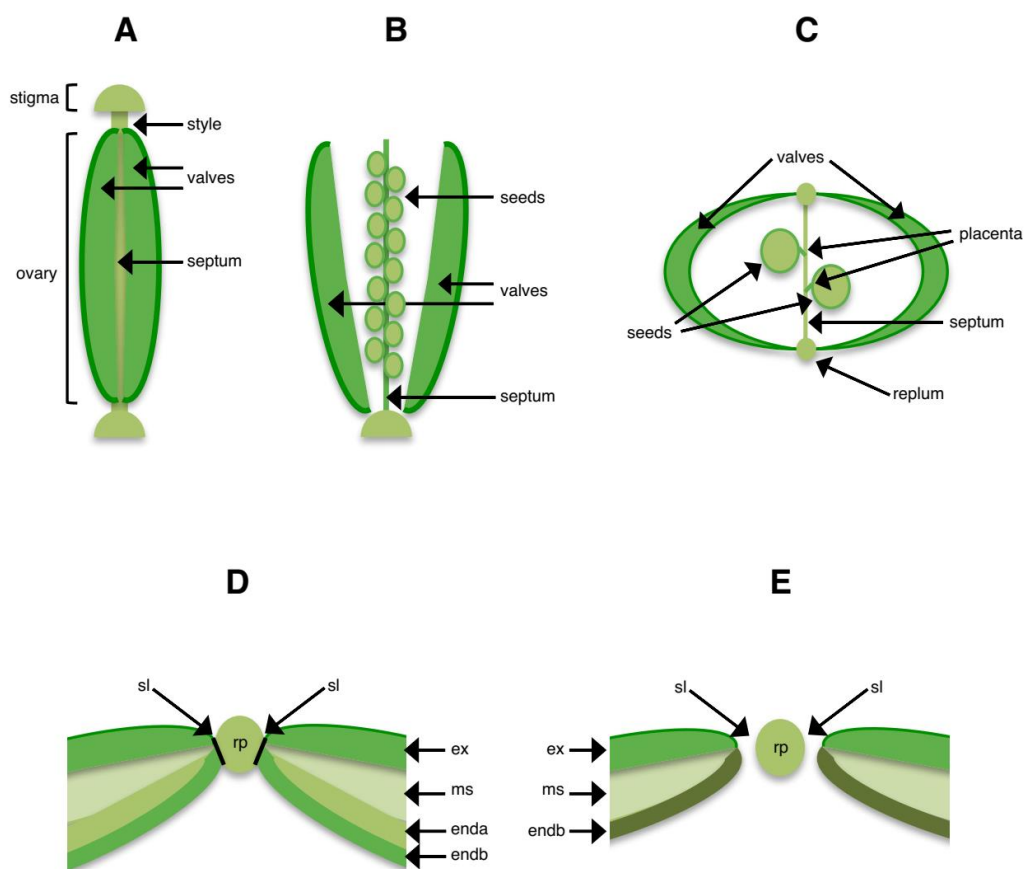 A
B
C
stigma
style
valves
ovary
septum
seeds
valves
septum
valves
placenta
seeds
septum
replum
D
E
sl
sl
rp
ex
ms
enda
endb
sl
sl
rp
ex
ms
endb